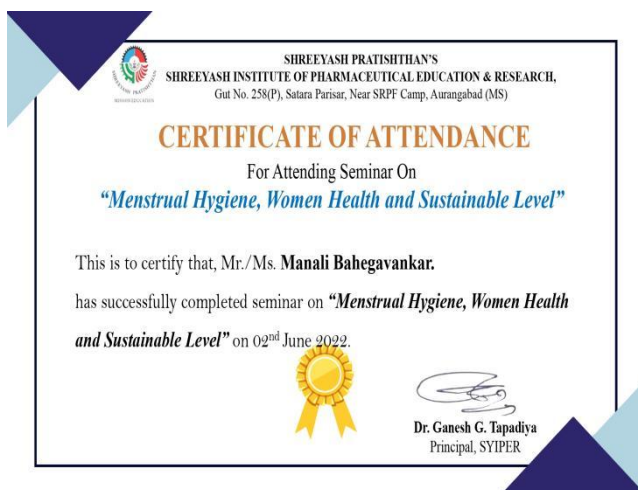 SHREEYASH PRATISHTHAN'S
SHREEYASH INSTITUTE OF PHARMACEUTICAL EDUCATION & RESEARCH,
Gut No. 258(P), Satara Parisar, Near SRPF Camp, Aurangabad (MS)
CERTIFICATE OF ATTENDANCE
For Attending Seminar On
“Menstrual Hygiene, Women Health and Sustainable Level”
This is to certify that, Mr./Ms. Manali Bahegavankar.
has successfully completed seminar on “Menstrual Hygiene, Women Health
and Sustainable Level” on 02nd June 2022.
Dr. Ganesh G. Tapadiya
Principal, SYIPER